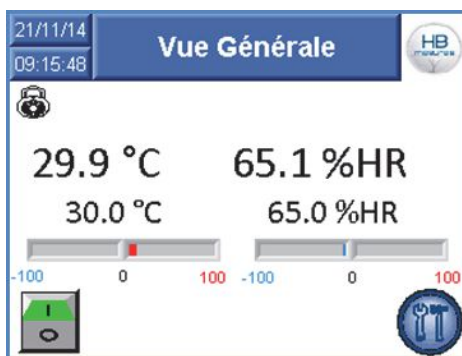 21/11/14
09:15:48
Vue Générale
HB
mesures
29.9 °C 65.1 %HR
30.0 °C 65.0 %HR
-100 0 100 -100 0 100
I
O